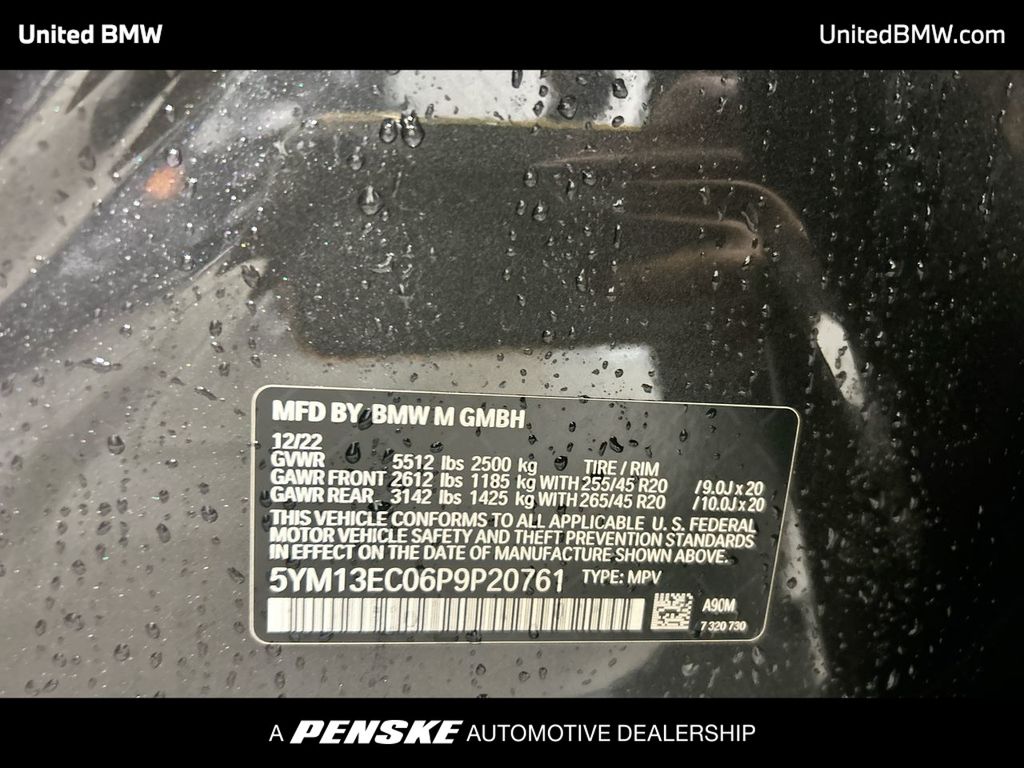 United BMW
UnitedBMW.com
MFD BY BMW M GMBH
12/22
GVWR 5512 lbs 2500 kg TIRE / RIM
GAWR FRONT 2612 lbs 1185 kg WITH 255/45 R20 /9.0J x 20
GAWR REAR 3142 lbs 1425 kg WITH 265/45 R20 /10.0J x 20
THIS VEHICLE CONFORMS TO ALL APPLICABLE U. S. FEDERAL
MOTOR VEHICLE SAFETY AND THEFT PREVENTION STANDARDS
IN EFFECT ON THE DATE OF MANUFACTURE SHOWN ABOVE.
5YM13EC06P9P20761 TYPE: MPV
A90M
7 320 730
A PENSKE AUTOMOTIVE DEALERSHIP